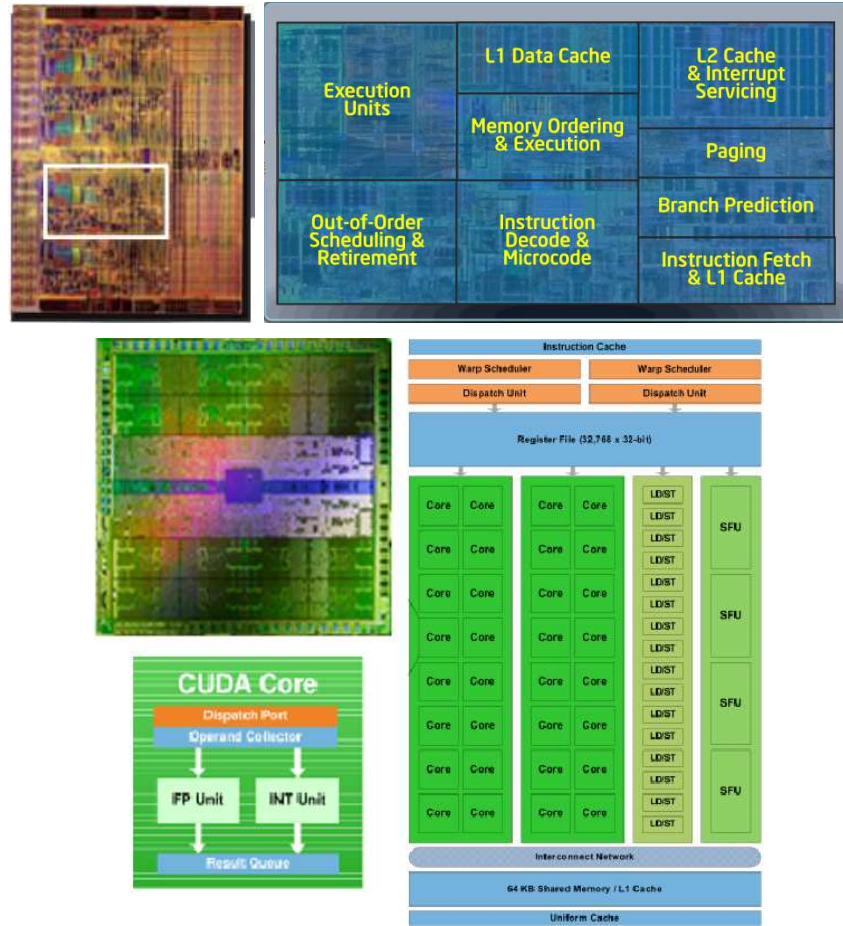 Execution
Units
L1 Data Cache
L2 Cache
& Interrupt
Servicing
Memory Ordering
& Execution
Paging
Out-of-Order
Scheduling &
Retirement
Instruction
Decode &
Microcode
Branch Prediction
Instruction Fetch
& L1 Cache
Instruction Cache
Warp Scheduler
Warp Scheduler
Dispatch Unit
Dispatch Unit
Register File (32,768 x 32-bit)
Core Core Core Core LD/ST
LD/ST
SFU
Core Core Core Core LD/ST
LD/ST
Core Core Core Core LD/ST
LD/ST
SFU
Core Core Core Core LD/ST
LD/ST
Core Core Core Core LD/ST
LD/ST
SFU
Core Core Core Core LD/ST
LD/ST
Core Core Core Core LD/ST
LD/ST
SFU
Core Core Core Core LD/ST
LD/ST
Interconnect Network
64 KB Shared Memory / L1 Cache
Uniform Cache
CUDA Core
Dispatch Port
Operand Collector
FP Unit
INT Unit
Result Queue